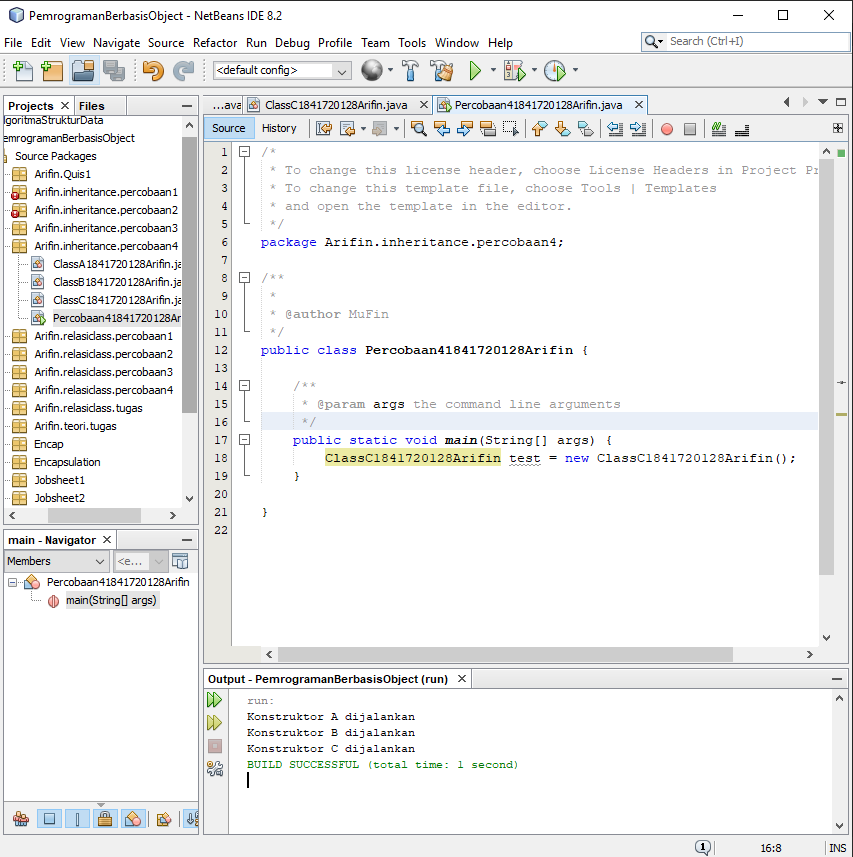 PemrogramanBerbasisObject - NetBeans IDE 8.2
File Edit View Navigate Source Refactor Run Debug Profile Team Tools Window Help
Search (Ctrl+I)
<default config>
Projects Files
lgoritmaStrukturData
emrogramanBerbasisObject
Source Packages
Arifin.Quis1
Arifin.inheritance.percobaan1
Arifin.inheritance.percobaan2
Arifin.inheritance.percobaan3
Arifin.inheritance.percobaan4
ClassA1841720128Arifin.ja
ClassB1841720128Arifin.ja
ClassC1841720128Arifin.ja
Percobaan41841720128Ar
Arifin.relasiclass.percobaan1
Arifin.relasiclass.percobaan2
Arifin.relasiclass.percobaan3
Arifin.relasiclass.percobaan4
Arifin.relasiclass.tugas
Arifin.teori.tugas
Encap
Encapsulation
Jobsheet1
Jobsheet2
main - Navigator
Members <e...
Percobaan41841720128Arifin
main(String[] args)
...ava ClassC1841720128Arifin.java Percobaan41841720128Arifin.java
Source History
1 /*
2 * To change this license header, choose License Headers in Project Pr
3 * To change this template file, choose Tools | Templates
4 * and open the template in the editor.
5 */
6 package Arifin.inheritance.percobaan4;
7
8 /**
9 *
10 * @author MuFin
11 */
12 public class Percobaan41841720128Arifin {
13
14 /**
15 * @param args the command line arguments
16 */
17 public static void main(String[] args) {
18 ClassC1841720128Arifin test = new ClassC1841720128Arifin();
19 }
20
21 }
22
Output - PemrogramanBerbasisObject (run)
run:
Konstruktor A dijalankan
Konstruktor B dijalankan
Konstruktor C dijalankan
BUILD SUCCESSFUL (total time: 1 second)
1 16:8 INS